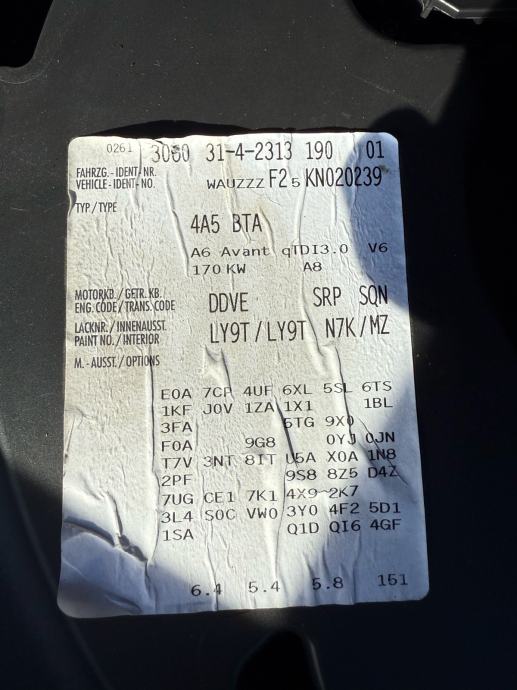 0261 3060 31-4-2313 190 01
FAHRZG.-IDENT-NR.
VEHICLE-IDENT-NO. WAUZZZF25KN020239
TYP/TYPE
4A5 BTA
A6 Avant qTDI3.0 V6
170 KW A8
MOTORKB./GETR.KB.
ENG.CODE/TRANS.CODE DDVE SRP SQN
LACKNR./INNENAUSST.
PAINT NO./INTERIOR LY9T/LY9T N7K/MZ
M.-AUSST./OPTIONS
E0A 7CP 4UF 6XL 5SL 6TS
1KF J0V 1ZA 1X1 1BL
3FA 5TG 9X0
F0A 9G8 0YJ 0JN
T7V 3NT 8IT U5A X0A 1N8
2PF 9S8 8Z5 D4Z
7UG CE1 7K1 4X9 2K7
3L4 S0C VW0 3Y0 4F2 5D1
1SA Q1D QI6 4GF
6.4 5.4 5.8 151